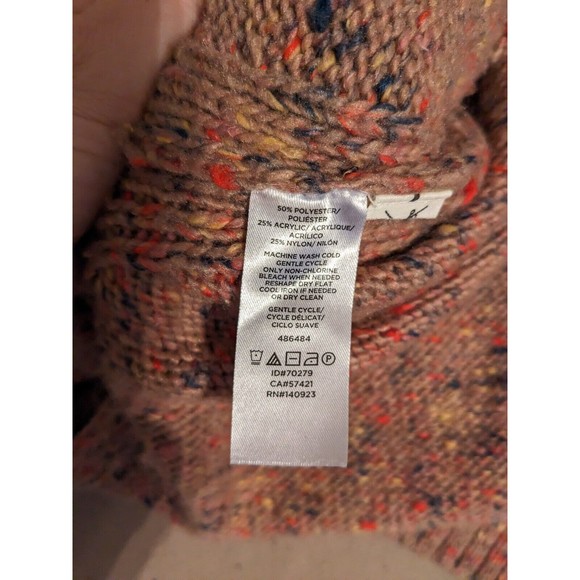 50% POLYESTER/
POLIÉSTER
25% ACRYLIC/ ACRYLIQUE/
ACRÍLICO
25% NYLON/ NILÓN
MACHINE WASH COLD
GENTLE CYCLE
ONLY NON-CHLORINE
BLEACH WHEN NEEDED
RESHAPE DRY FLAT
COOL IRON IF NEEDED
OR DRY CLEAN
GENTLE CYCLE/
CYCLE DÉLICAT/
CICLO SUAVE
486484
ID#70279
CA#57421
RN#140923